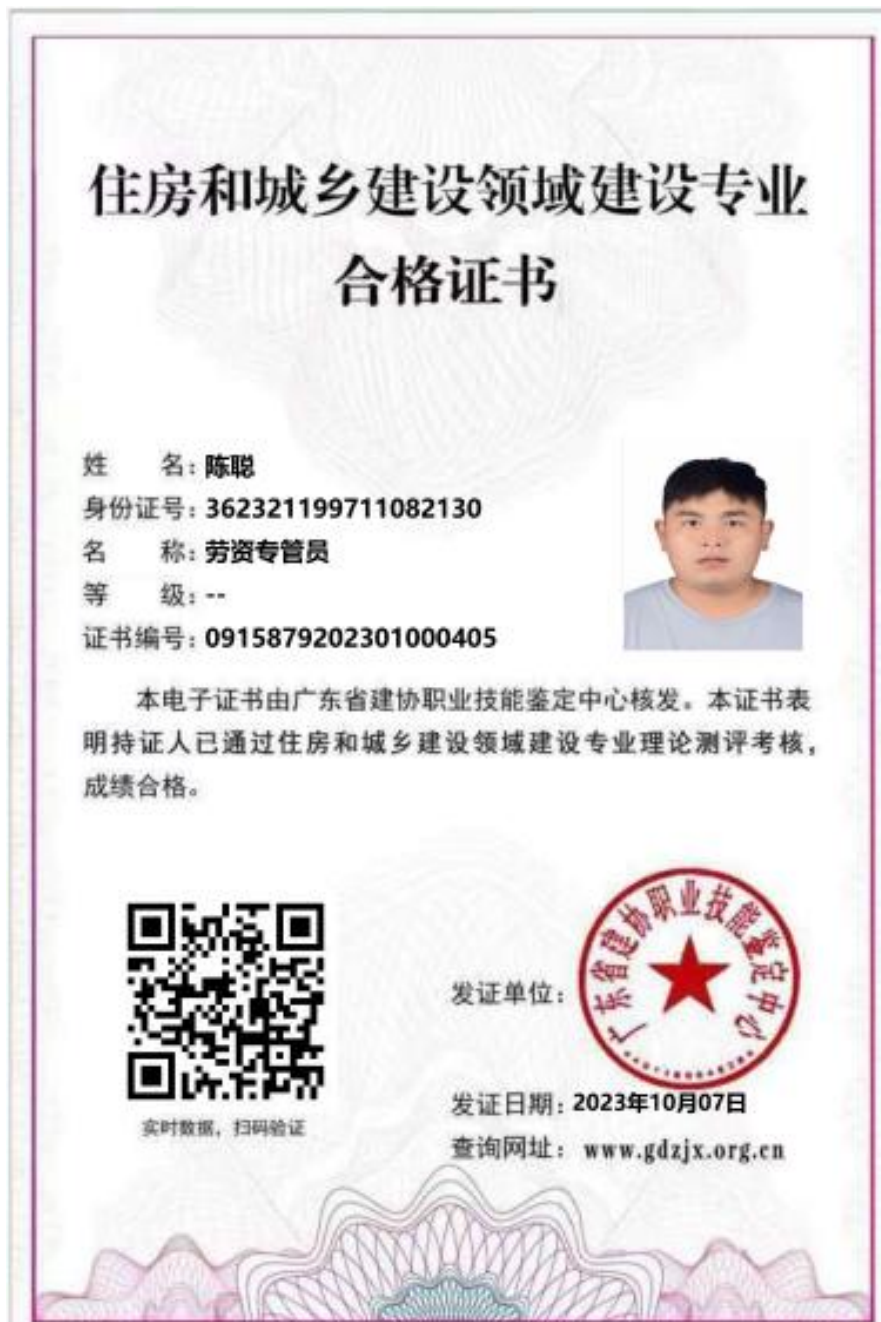 住房和城乡建设领域建设专业
合格证书
姓 名：陈聪
身份证号：362321199711082130
名 称：劳资专管员
等 级：--
证书编号：0915879202301000405
本电子证书由广东省建协职业技能鉴定中心核发。本证书表
明持证人已通过住房和城乡建设领域建设专业理论测评考核，
成绩合格。
广东省建协职业技能鉴定中心
发证单位：
实时数据，扫码验证
发证日期：2023年10月07日
查询网址：www.gdzjx.org.cn